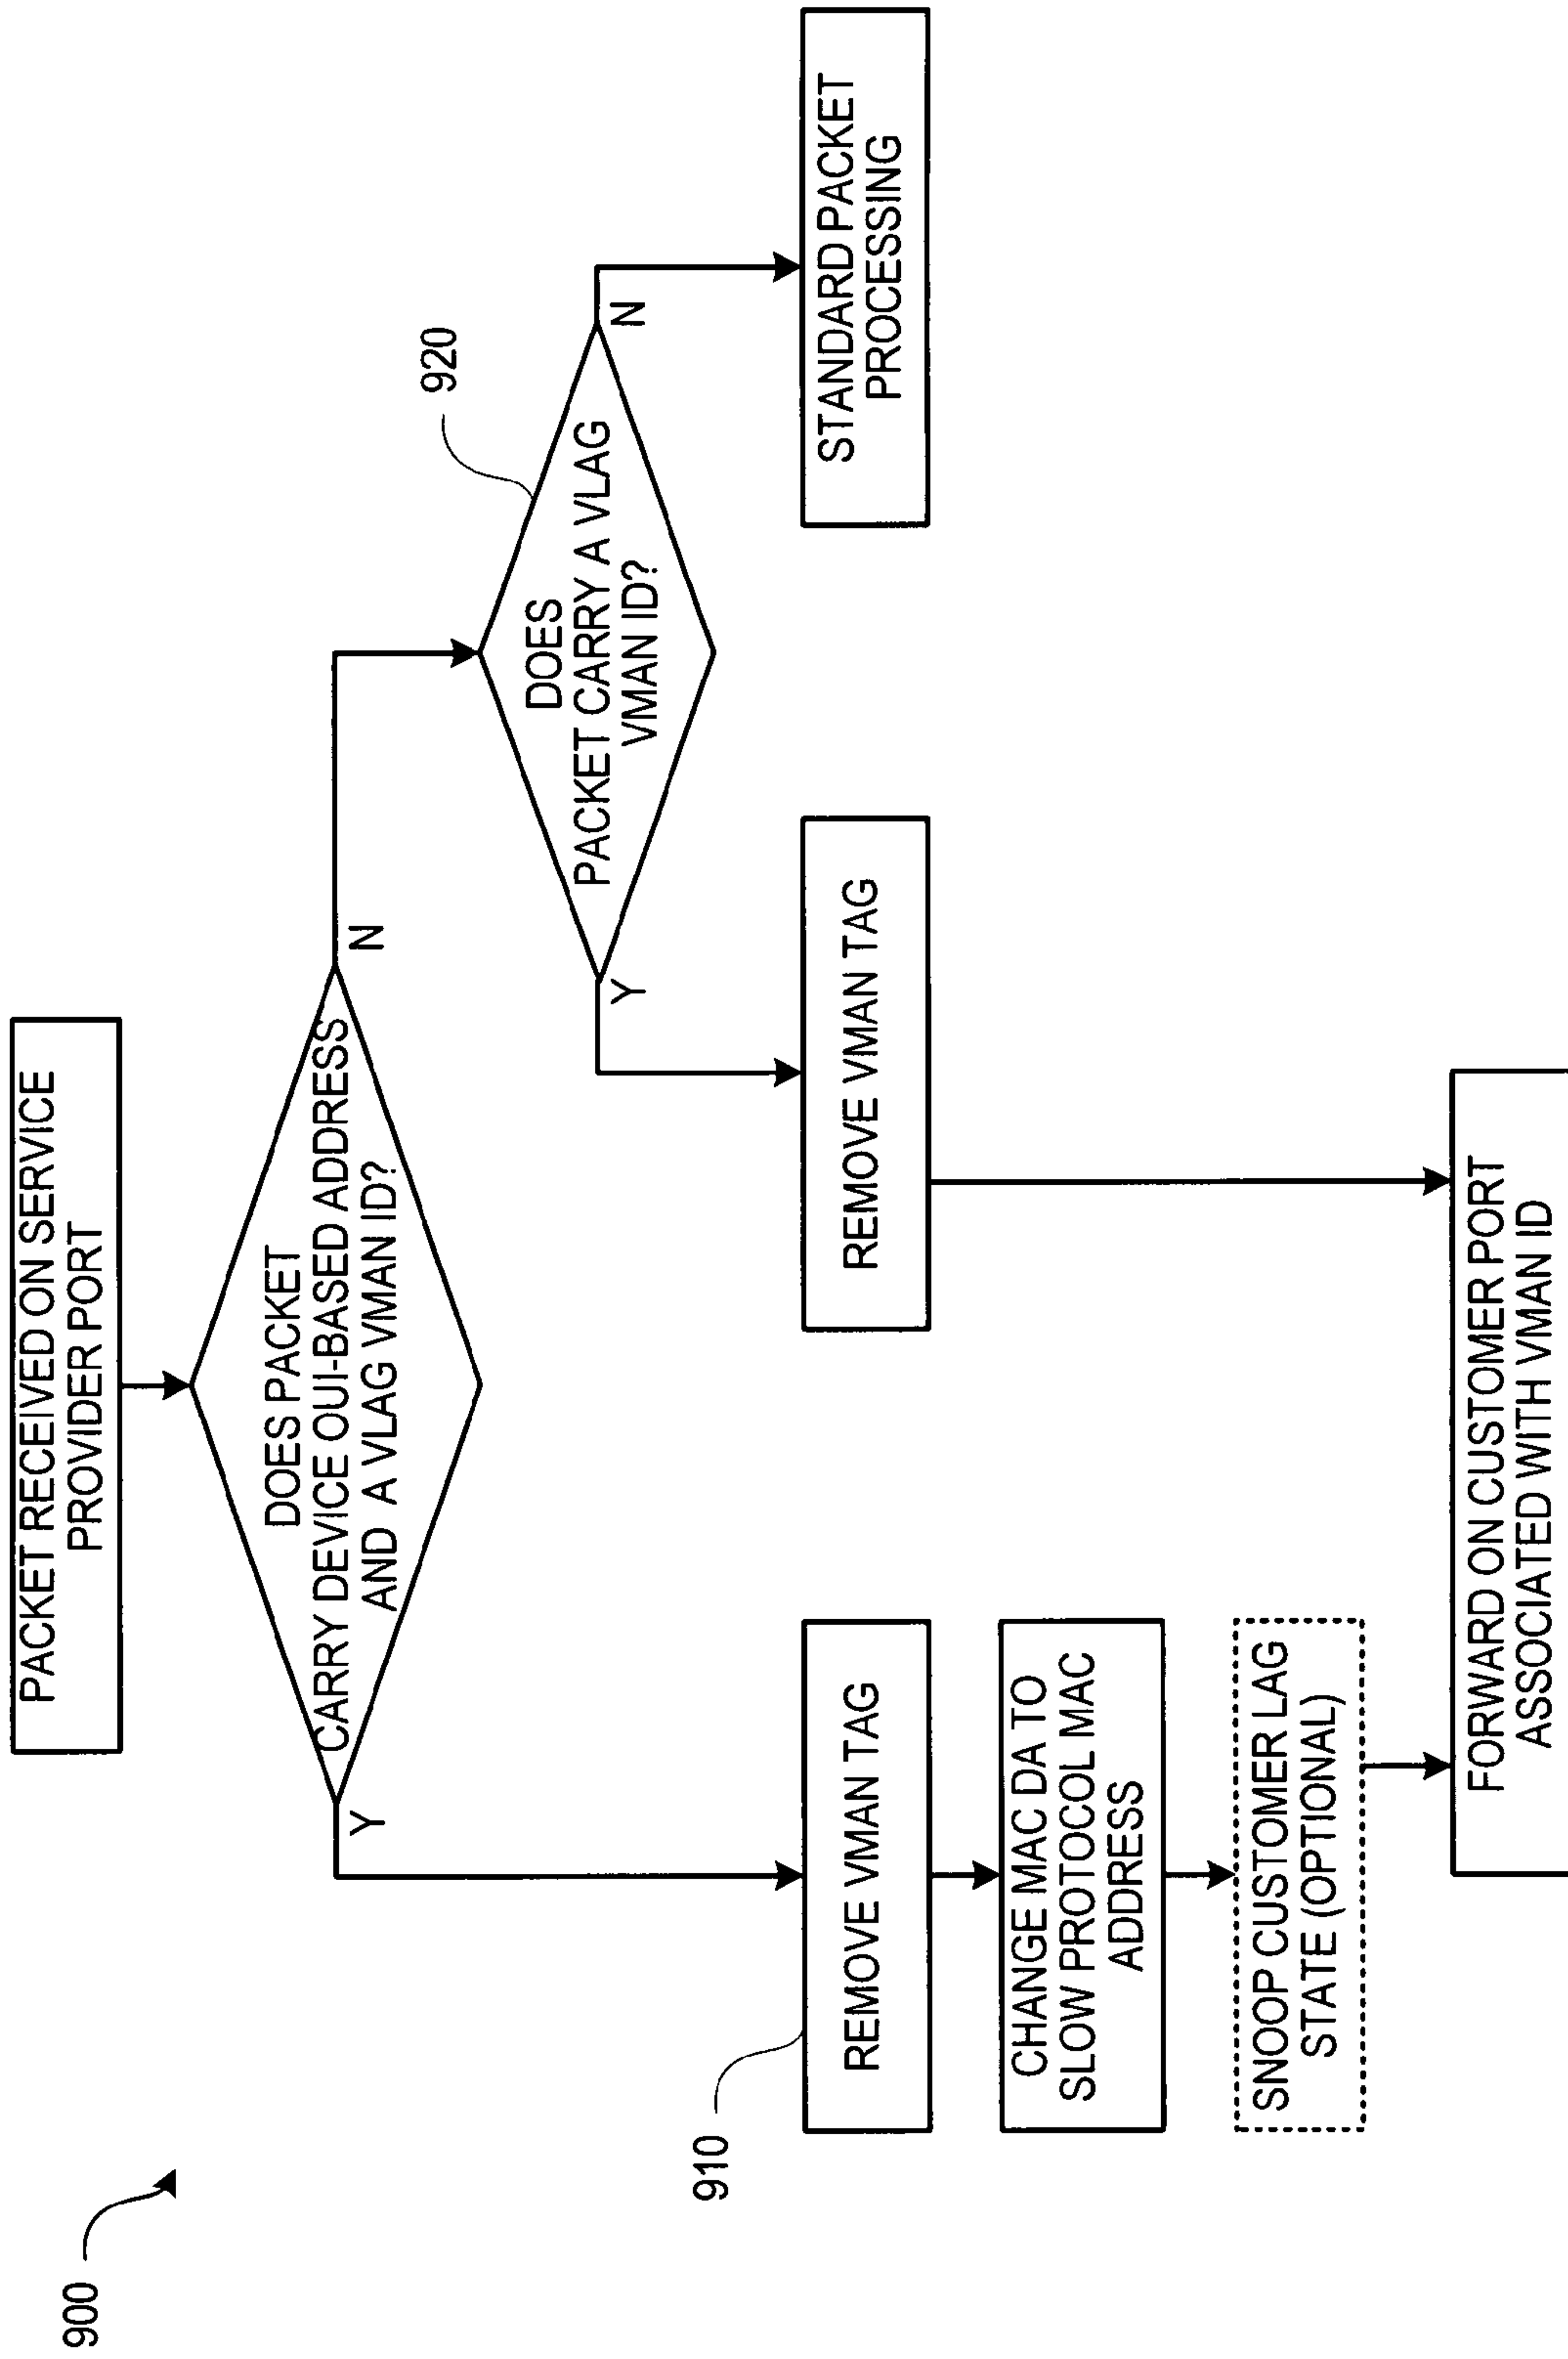 900
PACKET RECEIVED ON SERVICE
PROVIDER PORT
DOES PACKET
CARRY DEVICE OUI-BASED ADDRESS
AND A VLAG VMAN ID?
Y
N
920
DOES
PACKET CARRY A VLAG
VMAN ID?
Y
N
910
REMOVE VMAN TAG
REMOVE VMAN TAG
STANDARD PACKET
PROCESSING
CHANGE MAC DA TO
SLOW PROTOCOL MAC
ADDRESS
SNOOP CUSTOMER LAG
STATE (OPTIONAL)
FORWARD ON CUSTOMER PORT
ASSOCIATED WITH VMAN ID